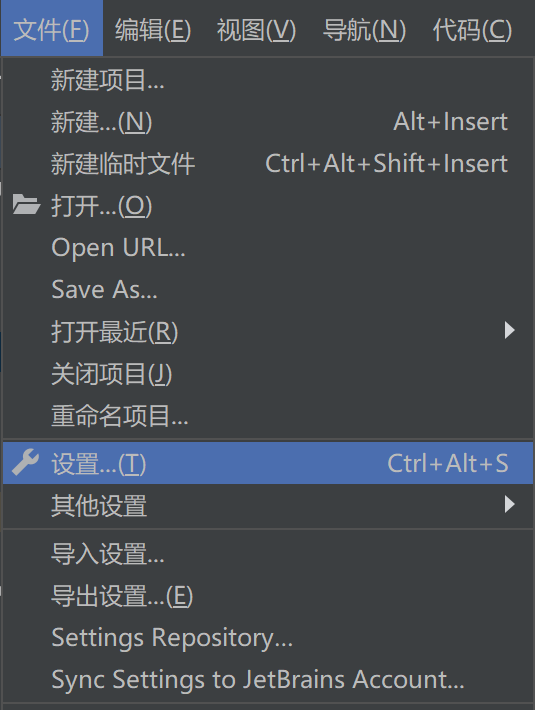 文件(F) 编辑(E) 视图(V) 导航(N) 代码(C)
新建项目...
新建...(N) Alt+Insert
新建临时文件 Ctrl+Alt+Shift+Insert
打开...(O)
Open URL...
Save As...
打开最近(R)
关闭项目(J)
重命名项目...
设置...(T) Ctrl+Alt+S
其他设置
导入设置...
导出设置...(E)
Settings Repository...
Sync Settings to JetBrains Account...